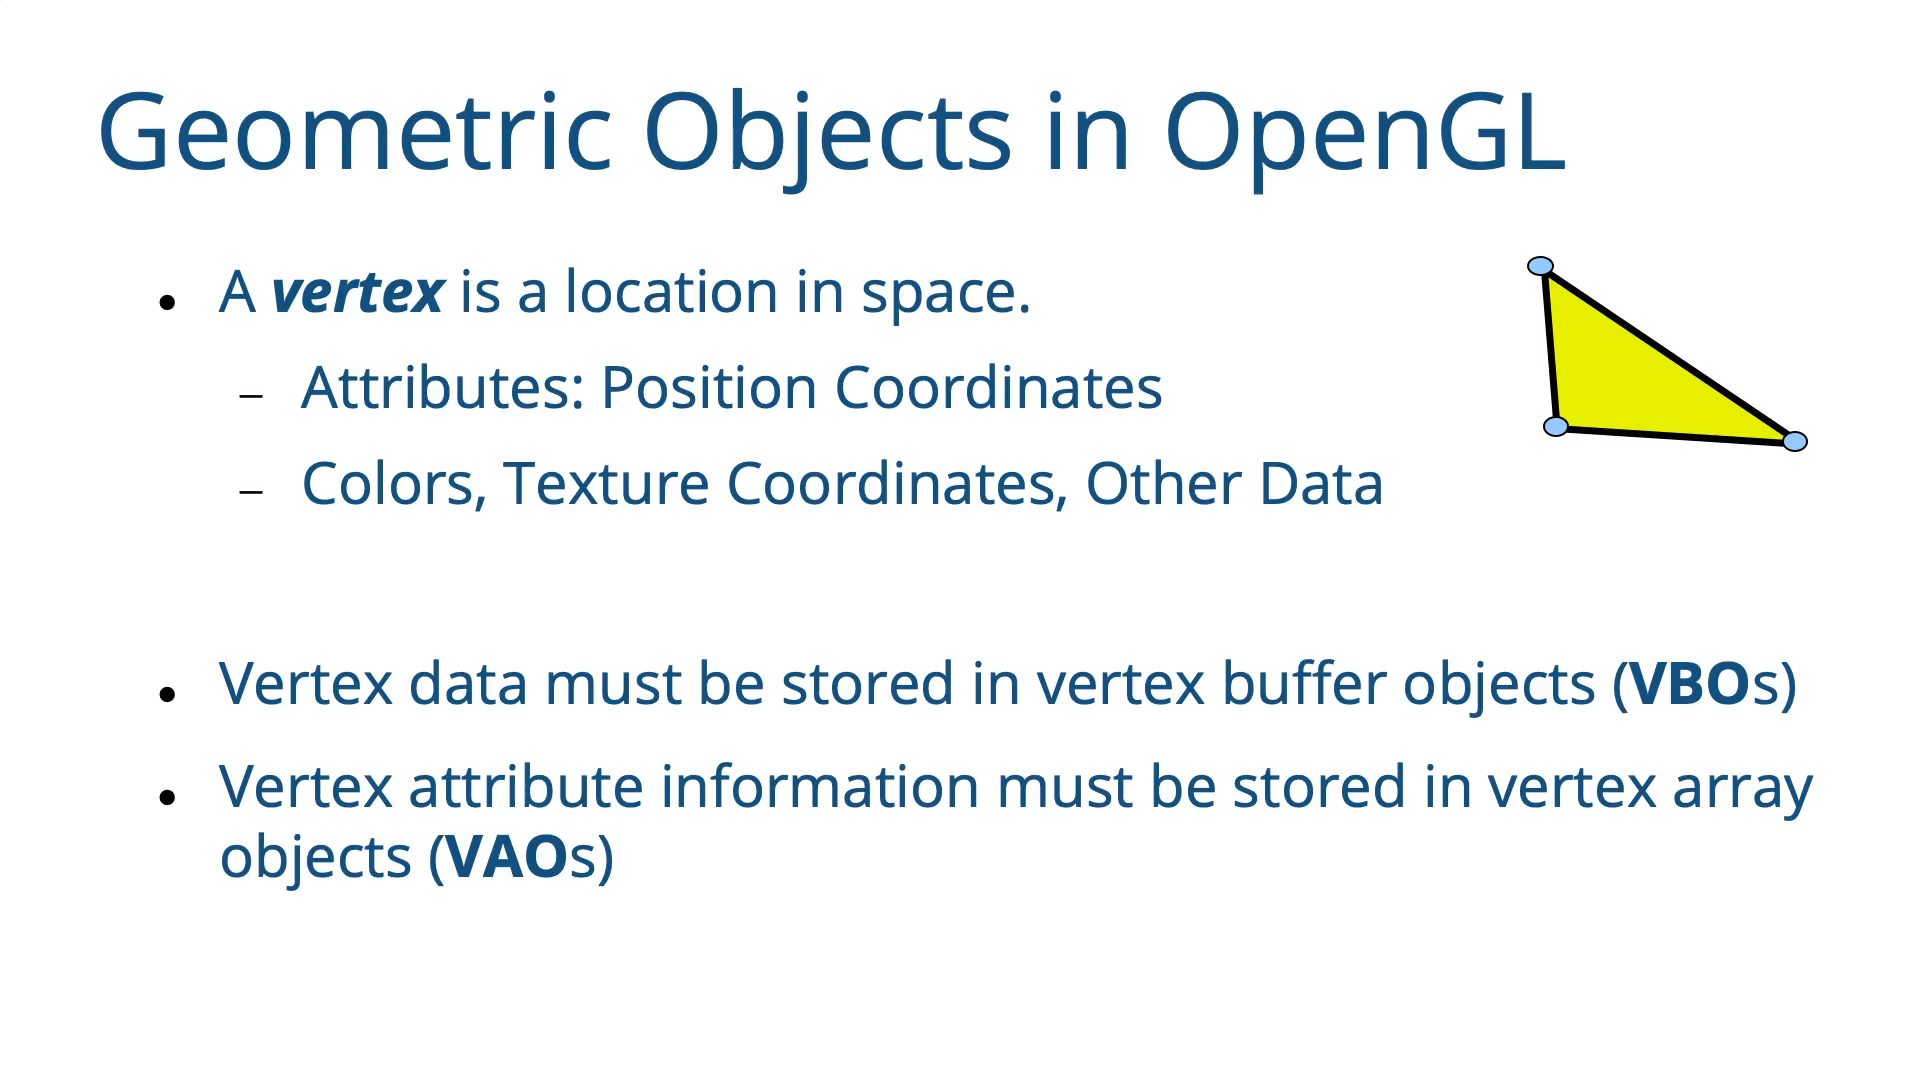 Geometric Objects in OpenGL
• A vertex is a location in space.
– Attributes: Position Coordinates
– Colors, Texture Coordinates, Other Data
• Vertex data must be stored in vertex buffer objects (VBOs)
• Vertex attribute information must be stored in vertex array
objects (VAOs)